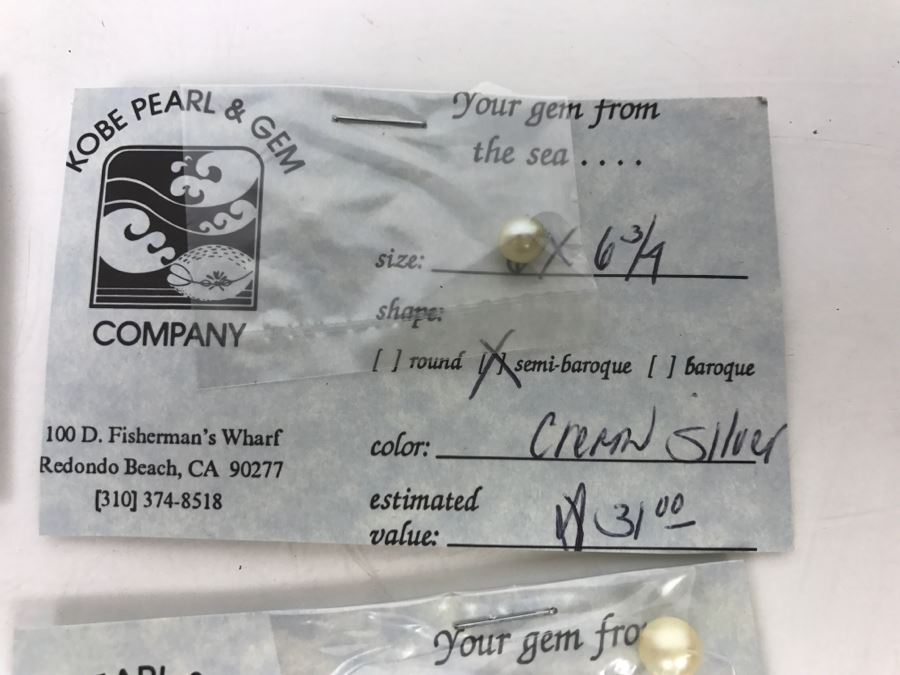 KOBE PEARL & GEM
COMPANY
100 D. Fisherman's Wharf
Redondo Beach, CA 90277
[310] 374-8518
Your gem from
the sea . . . .
size: X 6 3/4
shape:
[ ] round [X] semi-baroque [ ] baroque
color: Cream Silver
estimated
value: $ 31 00
Your gem fro
EARL &